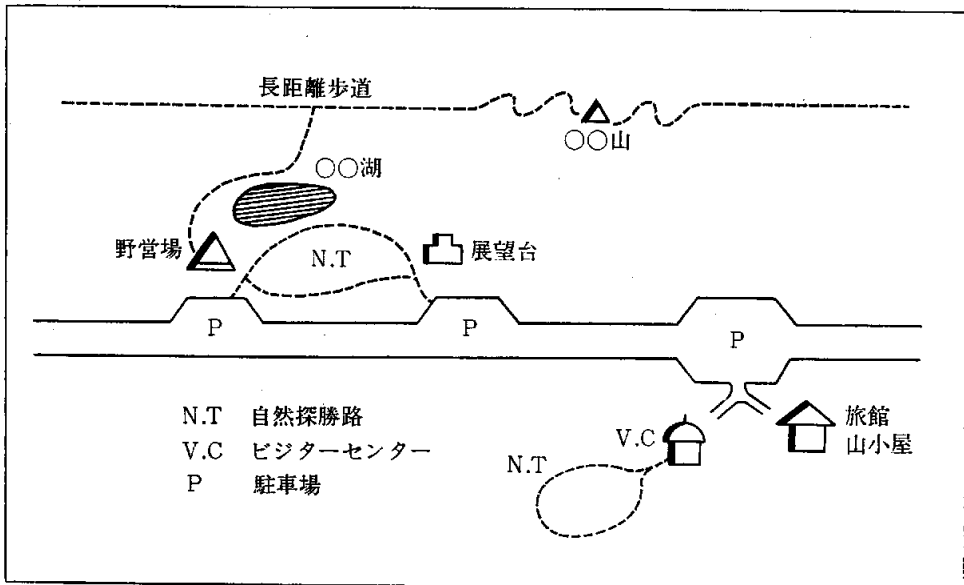 長距離歩道
○○山
○○湖
野営場
N.T
展望台
P
P
P
N.T 自然探勝路
V.C ビジターセンター
P 駐車場
V.C
旅館
山小屋
N.T